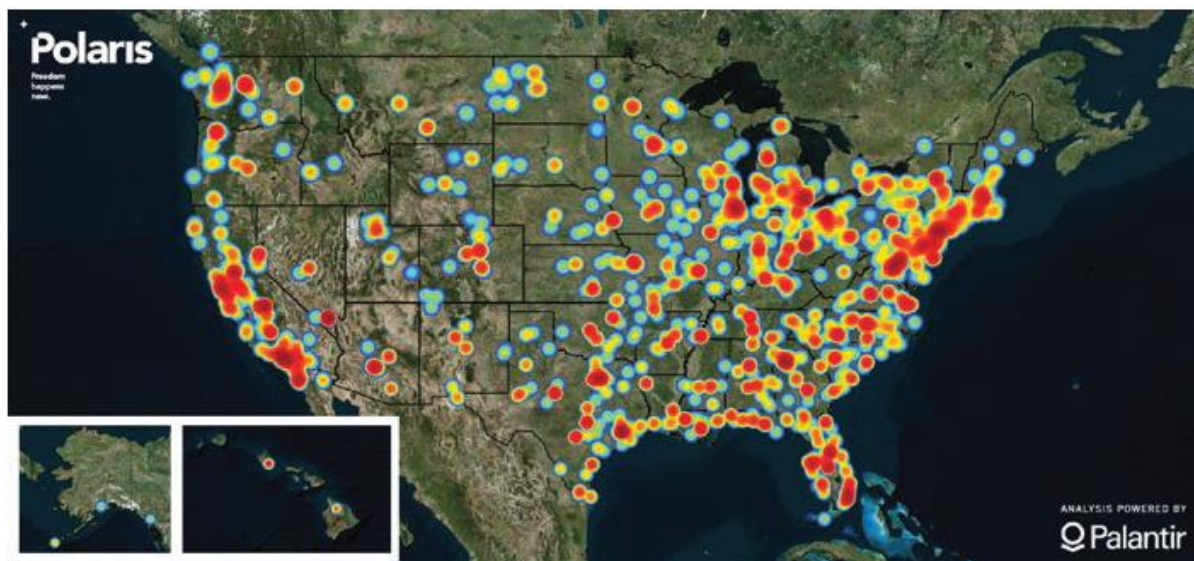 Polaris
Freedom
happens
now.
ANALYSIS POWERED BY
Palantir